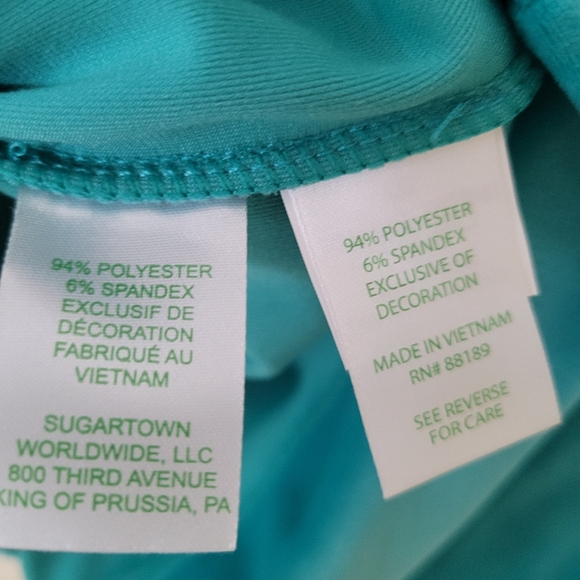 94% POLYESTER
6% SPANDEX
EXCLUSIF DE
DÉCORATION
FABRIQUÉ AU
VIETNAM
SUGARTOWN
WORLDWIDE, LLC
800 THIRD AVENUE
KING OF PRUSSIA, PA
94% POLYESTER
6% SPANDEX
EXCLUSIVE OF
DECORATION
MADE IN VIETNAM
RN# 88189
SEE REVERSE
FOR CARE